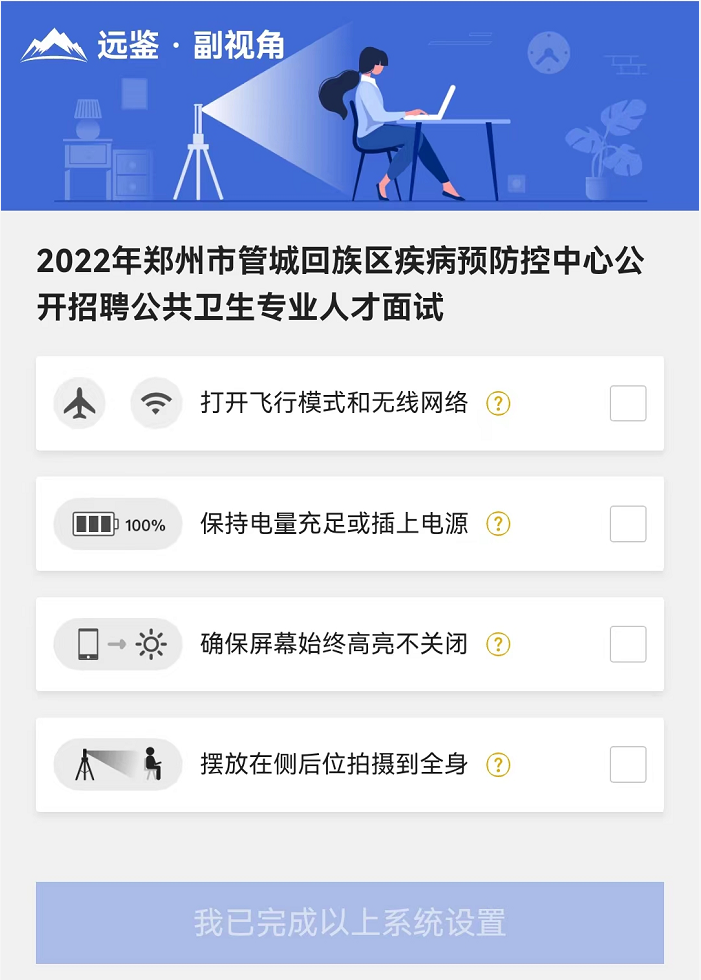 远鉴 · 副视角
2022年郑州市管城回族区疾病预防控中心公
开招聘公共卫生专业人才面试
打开飞行模式和无线网络 ?
100% 保持电量充足或插上电源 ?
确保屏幕始终高亮不关闭 ?
摆放在侧后位拍摄到全身 ?
我已完成以上系统设置